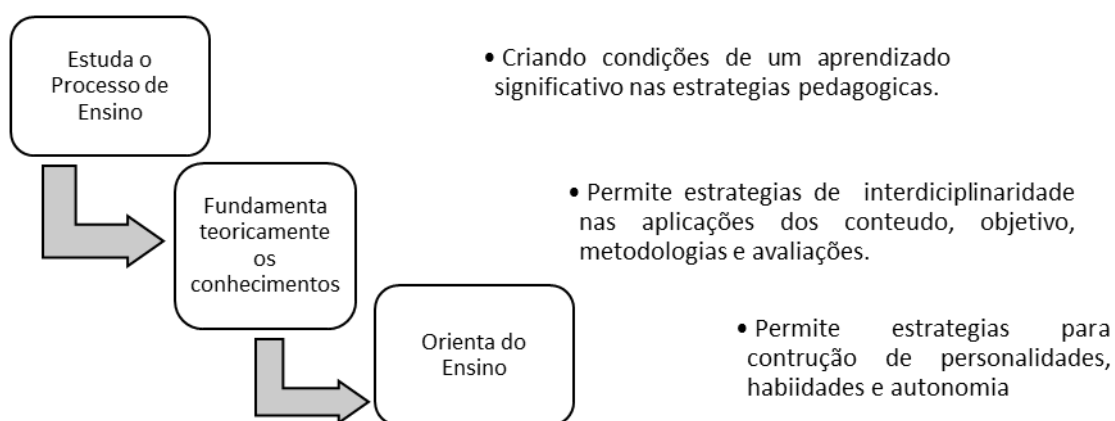 Estuda o
Processo de
Ensino
• Criando condições de um aprendizado
significativo nas estrategias pedagogicas.
Fundamenta
teoricamente
os
conhecimentos
• Permite estrategias de interdiciplinaridade
nas aplicações dos conteudo, objetivo,
metodologias e avaliações.
Orienta do
Ensino
• Permite estrategias para
contrução de personalidades,
habiidades e autonomia